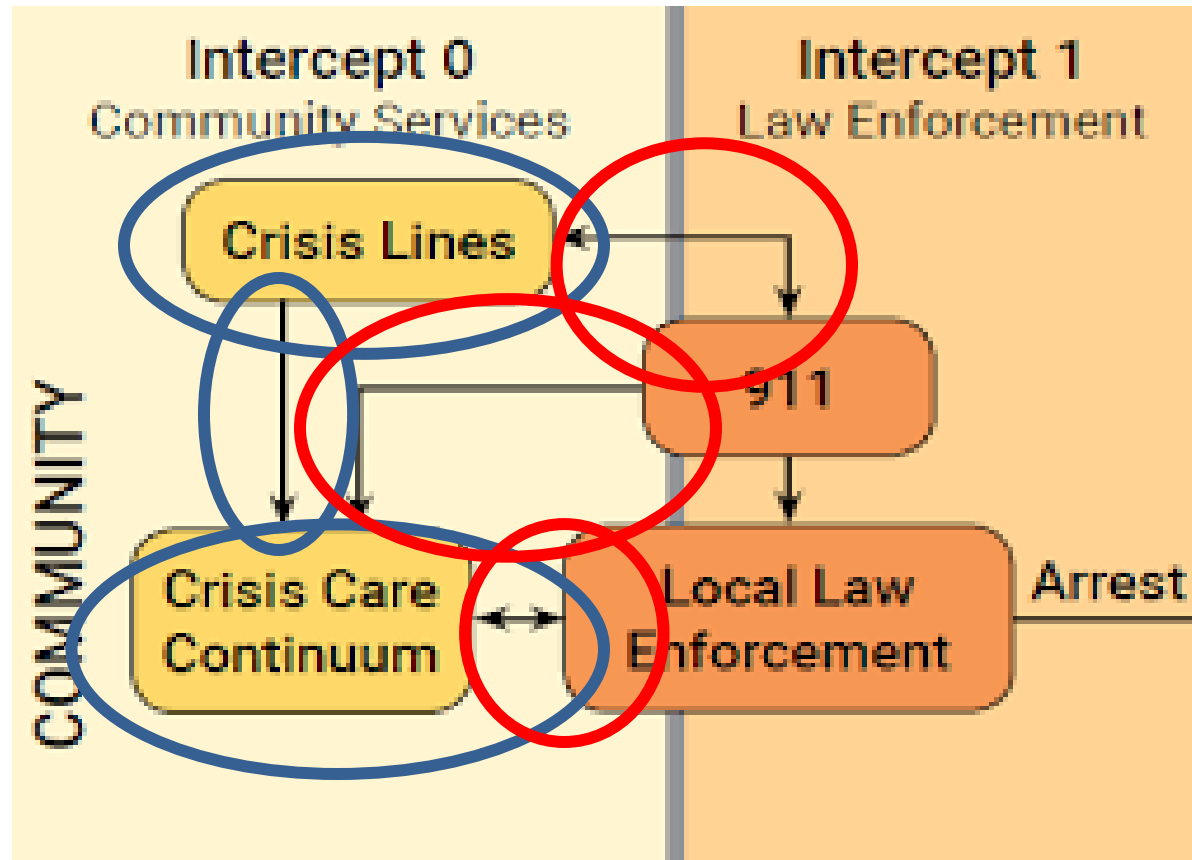 Intercept 0
Community Services
Intercept 1
Law Enforcement
Crisis Lines
911
COMMUNITY
Crisis Care
Continuum
Local Law
Enforcement
Arrest